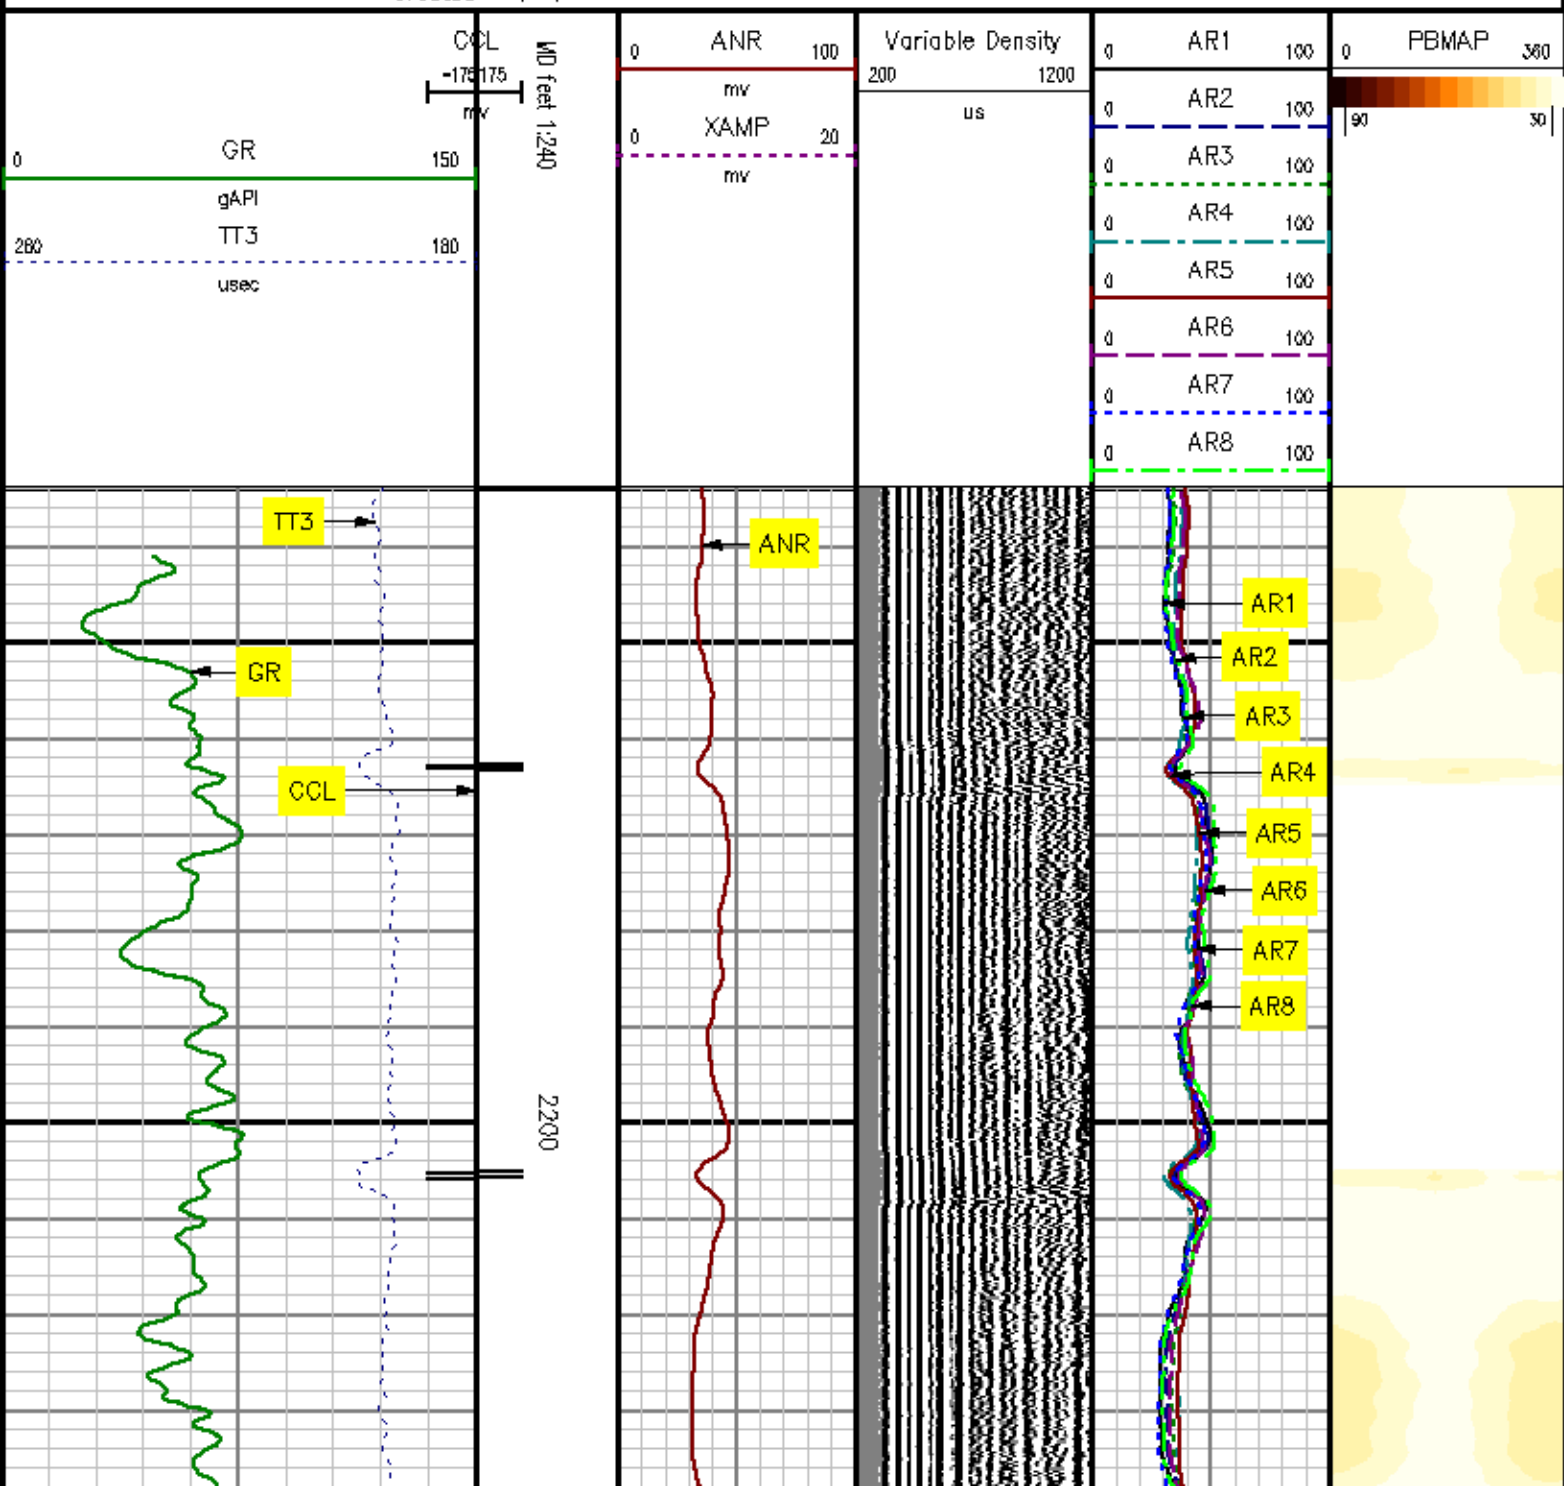 CCL
-175 175
mv
MD feet 1:240
0 GR 150
gAPI
260 TT3 180
usec
0 ANR 100
mv
0 XAMP 20
mv
Variable Density
200 1200
us
0 AR1 100
0 AR2 100
0 AR3 100
0 AR4 100
0 AR5 100
0 AR6 100
0 AR7 100
0 AR8 100
0 PBMAP 360
90 30
TT3
ANR
AR1
AR2
GR
AR3
AR4
CCL
AR5
AR6
AR7
AR8
2200